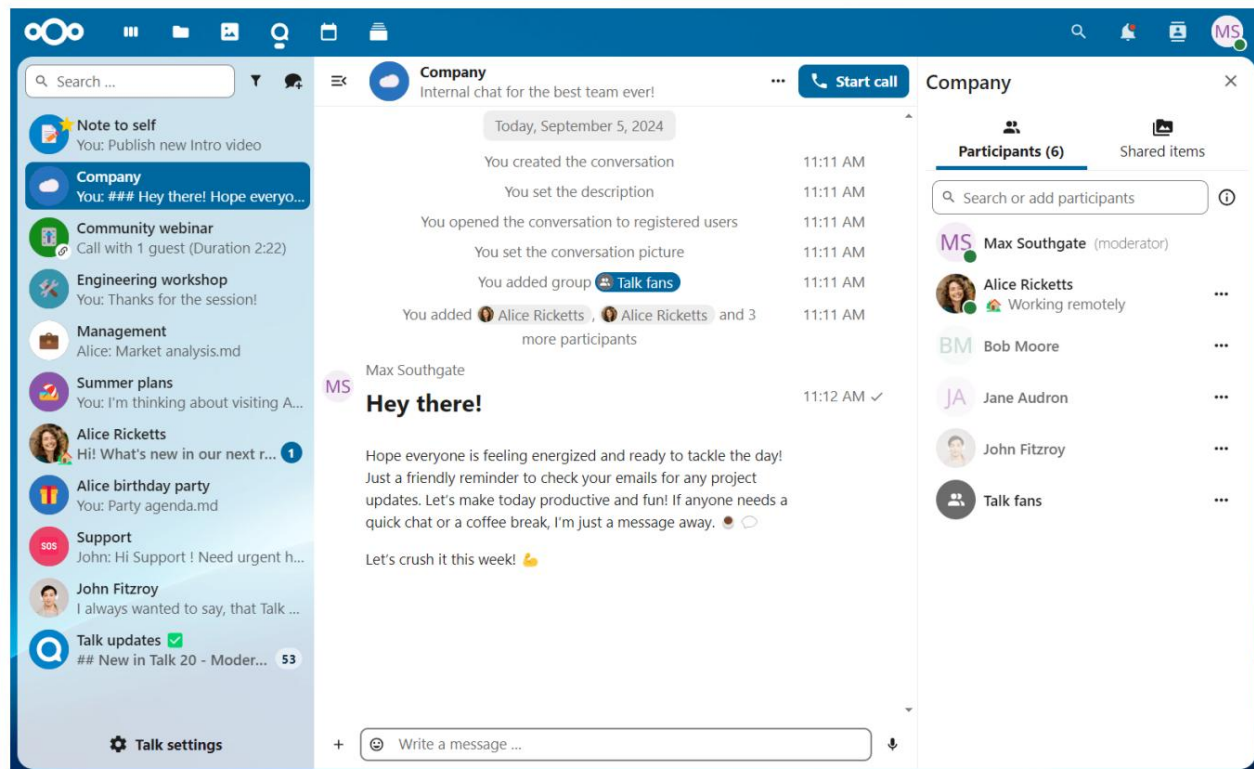 MS
Search ...
Note to self
You: Publish new Intro video
Company
You: ### Hey there! Hope everyo...
Community webinar
Call with 1 guest (Duration 2:22)
Engineering workshop
You: Thanks for the session!
Management
Alice: Market analysis.md
Summer plans
You: I'm thinking about visiting A...
Alice Ricketts
Hi! What's new in our next r... 1
Alice birthday party
You: Party agenda.md
SOS
Support
John: Hi Support ! Need urgent h...
John Fitzroy
I always wanted to say, that Talk ...
Talk updates ✅
## New in Talk 20 - Moder... 53
Talk settings
Company
Internal chat for the best team ever!
Start call
Today, September 5, 2024
You created the conversation 11:11 AM
You set the description 11:11 AM
You opened the conversation to registered users 11:11 AM
You set the conversation picture 11:11 AM
You added group Talk fans 11:11 AM
You added Alice Ricketts , Alice Ricketts and 3 11:11 AM
more participants
Max Southgate
MS
Hey there! 11:12 AM ✓
Hope everyone is feeling energized and ready to tackle the day!
Just a friendly reminder to check your emails for any project
updates. Let's make today productive and fun! If anyone needs a
quick chat or a coffee break, I'm just a message away. ☕ 💬
Let's crush it this week! 💪
Write a message ...
Company
Participants (6) Shared items
Search or add participants
MS Max Southgate (moderator)
Alice Ricketts
🏡 Working remotely
BM Bob Moore
JA Jane Audron
John Fitzroy
Talk fans